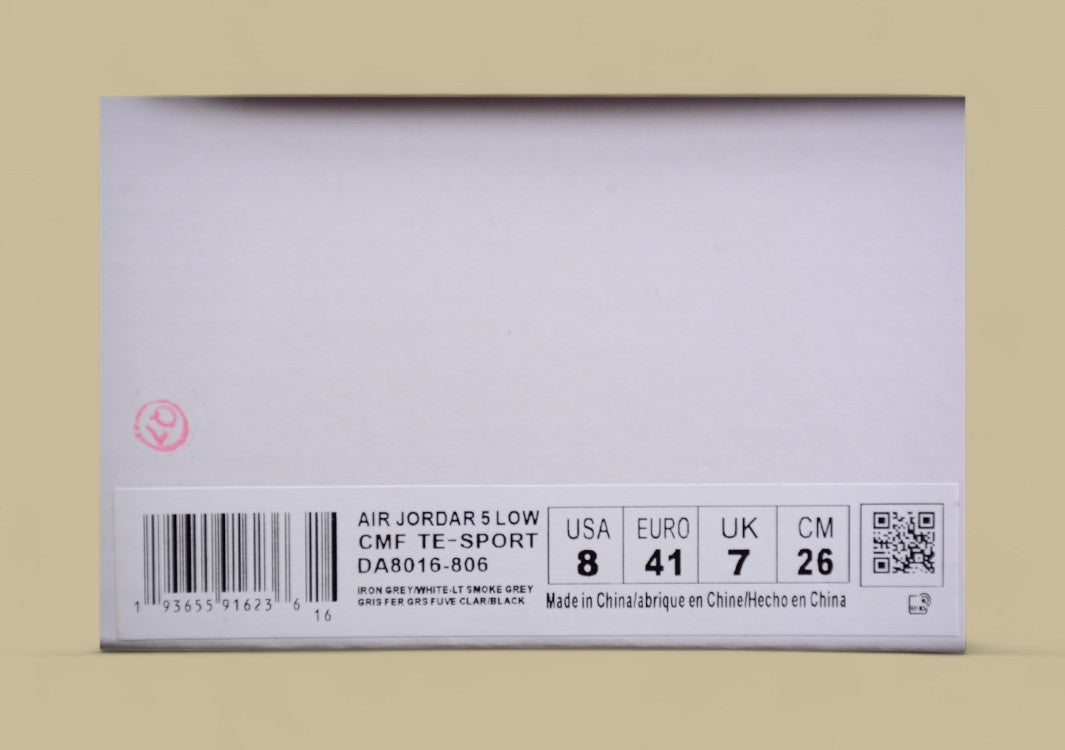 AIR JORDAR 5 LOW
CMF TE-SPORT
DA8016-806
IRON GREY/WHITE-LT SMOKE GREY
GRIS FER GRS FUVE CLAR/BLACK
USA EURO UK CM
8 41 7 26
Made in China/abrique en Chine/Hecho en China
1 93655 91623 6
16